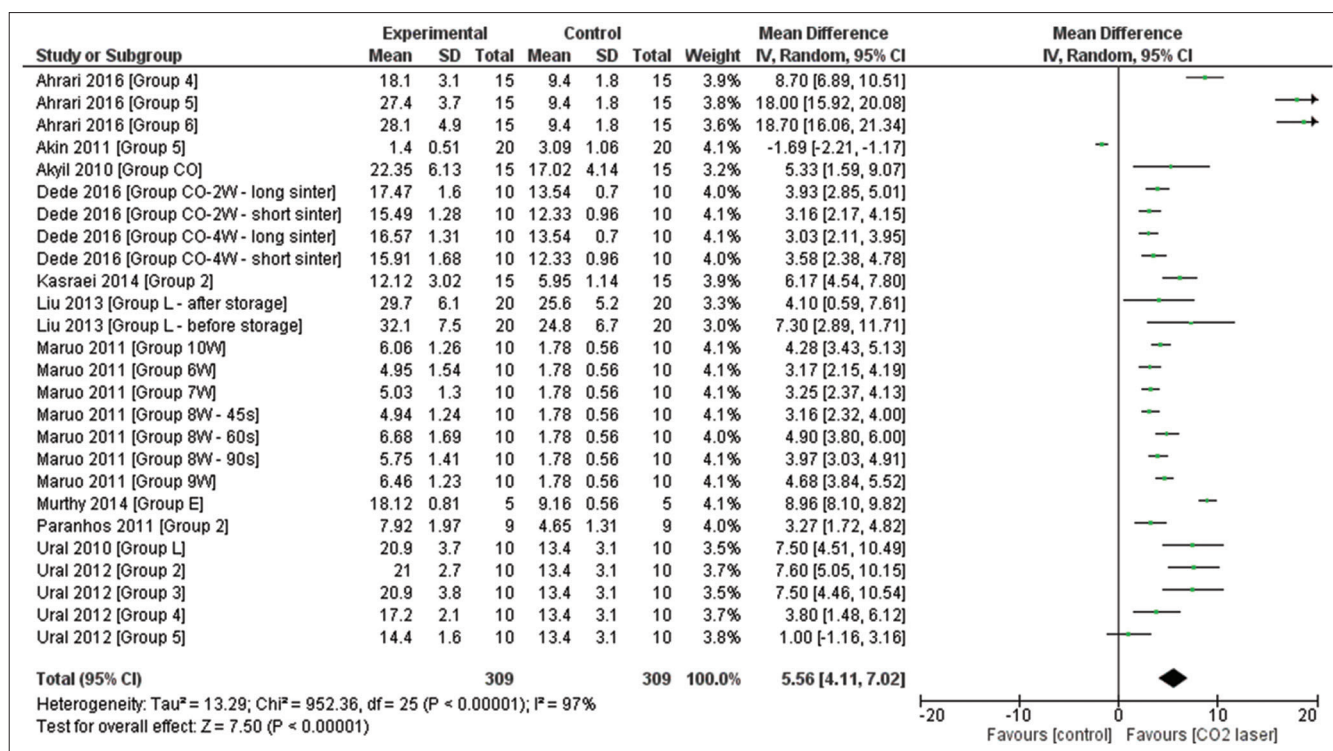 Experimental Control Mean Difference Mean Difference
Study or Subgroup Mean SD Total Mean SD Total Weight IV, Random, 95% CI IV, Random, 95% CI
Ahrari 2016 [Group 4] 18.1 3.1 15 9.4 1.8 15 3.9% 8.70 [6.89, 10.51]
Ahrari 2016 [Group 5] 27.4 3.7 15 9.4 1.8 15 3.8% 18.00 [15.92, 20.08]
Ahrari 2016 [Group 6] 28.1 4.9 15 9.4 1.8 15 3.6% 18.70 [16.06, 21.34]
Akin 2011 [Group 5] 1.4 0.51 20 3.09 1.06 20 4.1% -1.69 [-2.21, -1.17]
Akyil 2010 [Group CO] 22.35 6.13 15 17.02 4.14 15 3.2% 5.33 [1.59, 9.07]
Dede 2016 [Group CO-2W - long sinter] 17.47 1.6 10 13.54 0.7 10 4.0% 3.93 [2.85, 5.01]
Dede 2016 [Group CO-2W - short sinter] 15.49 1.28 10 12.33 0.96 10 4.1% 3.16 [2.17, 4.15]
Dede 2016 [Group CO-4W - long sinter] 16.57 1.31 10 13.54 0.7 10 4.1% 3.03 [2.11, 3.95]
Dede 2016 [Group CO-4W - short sinter] 15.91 1.68 10 12.33 0.96 10 4.0% 3.58 [2.38, 4.78]
Kasraei 2014 [Group 2] 12.12 3.02 15 5.95 1.14 15 3.9% 6.17 [4.54, 7.80]
Liu 2013 [Group L - after storage] 29.7 6.1 20 25.6 5.2 20 3.3% 4.10 [0.59, 7.61]
Liu 2013 [Group L - before storage] 32.1 7.5 20 24.8 6.7 20 3.0% 7.30 [2.89, 11.71]
Maruo 2011 [Group 10W] 6.06 1.26 10 1.78 0.56 10 4.1% 4.28 [3.43, 5.13]
Maruo 2011 [Group 6W] 4.95 1.54 10 1.78 0.56 10 4.1% 3.17 [2.15, 4.19]
Maruo 2011 [Group 7W] 5.03 1.3 10 1.78 0.56 10 4.1% 3.25 [2.37, 4.13]
Maruo 2011 [Group 8W - 45s] 4.94 1.24 10 1.78 0.56 10 4.1% 3.16 [2.32, 4.00]
Maruo 2011 [Group 8W - 60s] 6.68 1.69 10 1.78 0.56 10 4.0% 4.90 [3.80, 6.00]
Maruo 2011 [Group 8W - 90s] 5.75 1.41 10 1.78 0.56 10 4.1% 3.97 [3.03, 4.91]
Maruo 2011 [Group 9W] 6.46 1.23 10 1.78 0.56 10 4.1% 4.68 [3.84, 5.52]
Murthy 2014 [Group E] 18.12 0.81 5 9.16 0.56 5 4.1% 8.96 [8.10, 9.82]
Paranhos 2011 [Group 2] 7.92 1.97 9 4.65 1.31 9 4.0% 3.27 [1.72, 4.82]
Ural 2010 [Group L] 20.9 3.7 10 13.4 3.1 10 3.5% 7.50 [4.51, 10.49]
Ural 2012 [Group 2] 21 2.7 10 13.4 3.1 10 3.7% 7.60 [5.05, 10.15]
Ural 2012 [Group 3] 20.9 3.8 10 13.4 3.1 10 3.5% 7.50 [4.46, 10.54]
Ural 2012 [Group 4] 17.2 2.1 10 13.4 3.1 10 3.7% 3.80 [1.48, 6.12]
Ural 2012 [Group 5] 14.4 1.6 10 13.4 3.1 10 3.8% 1.00 [-1.16, 3.16]
Total (95% CI) 309 309 100.0% 5.56 [4.11, 7.02]
Heterogeneity: Tau² = 13.29; Chi² = 952.36, df = 25 (P < 0.00001); I² = 97%
Test for overall effect: Z = 7.50 (P < 0.00001)
-20 -10 0 10 20
Favours [control] Favours [CO2 laser]